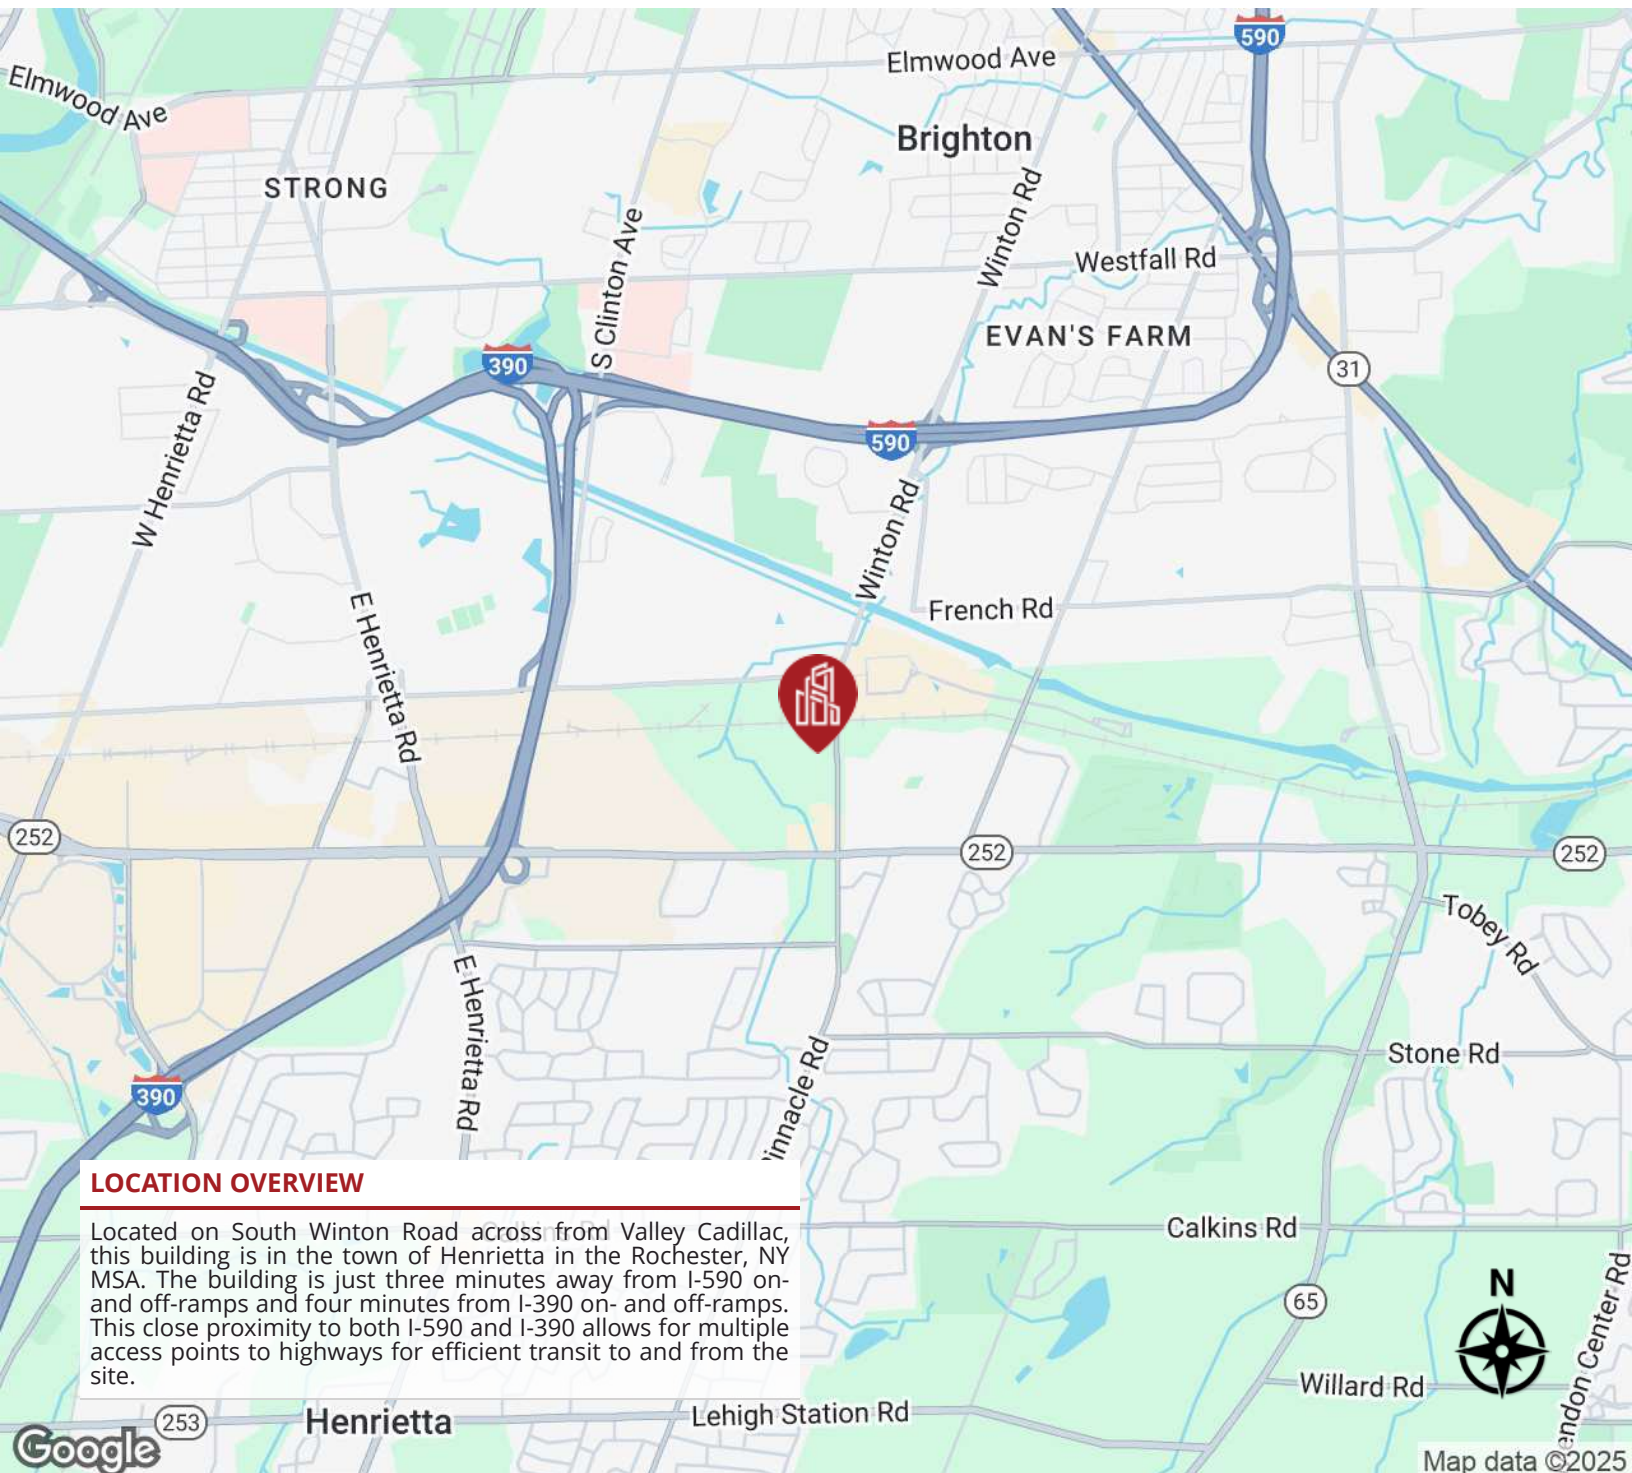 590
Elmwood Ave
Elmwood Ave
Brighton
STRONG
Winton Rd
S Clinton Ave
Westfall Rd
EVAN'S FARM
390
31
W Henrietta Rd
590
Winton Rd
E Henrietta Rd
French Rd
252
252
252
Tobey Rd
E Henrietta Rd
Stone Rd
390
Pinnacle Rd
LOCATION OVERVIEW
Located on South Winton Road across from Valley Cadillac,
this building is in the town of Henrietta in the Rochester, NY
MSA. The building is just three minutes away from I-590 on-
and off-ramps and four minutes from I-390 on- and off-ramps.
This close proximity to both I-590 and I-390 allows for multiple
access points to highways for efficient transit to and from the
site.
Calkins Rd
Calkins Rd
N
65
endon Center Rd
Willard Rd
253
Henrietta
Lehigh Station Rd
Google
Map data ©2025